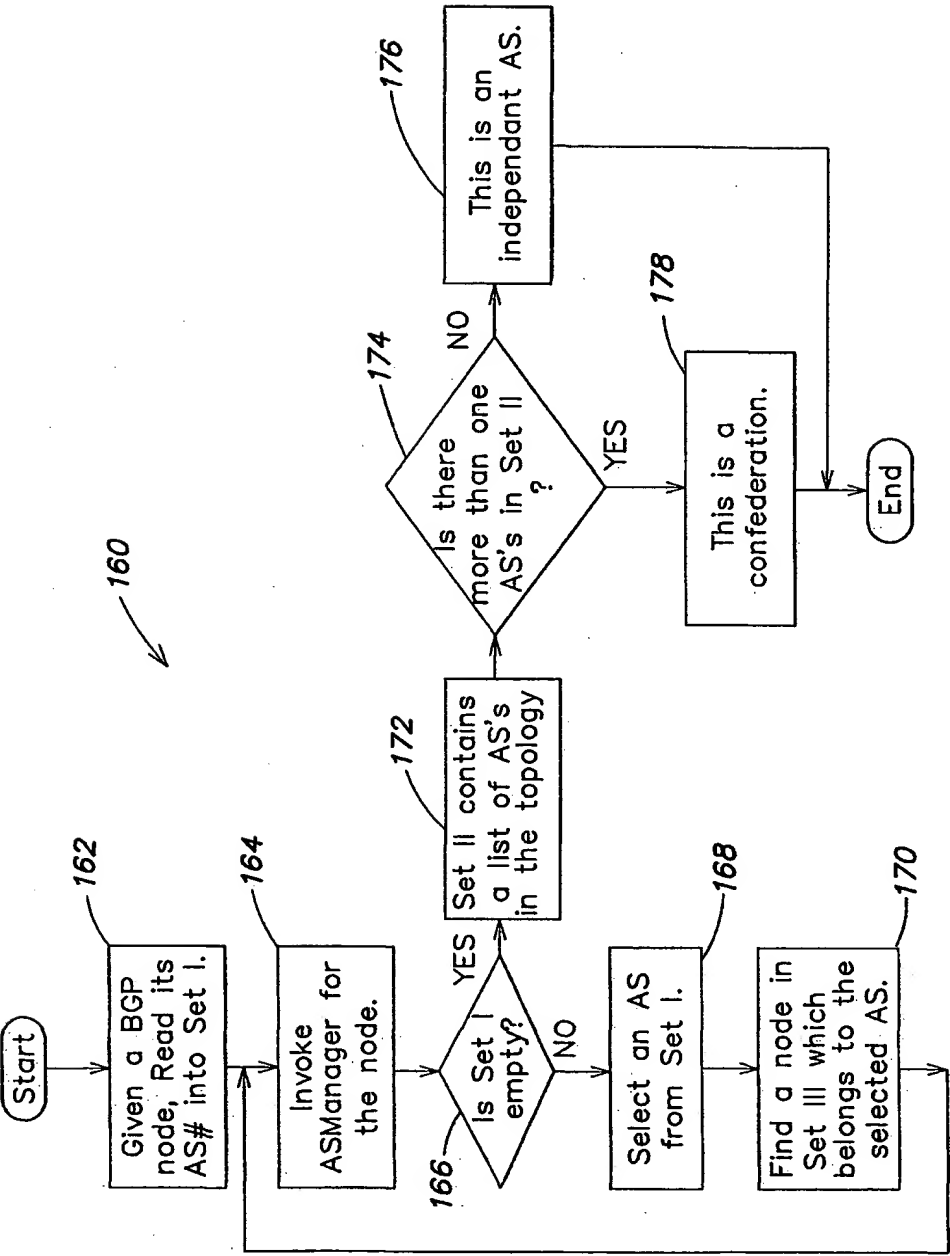 160
Start
162
Given a BGP
node, Read its
AS# into Set I.
164
Invoke
ASManager for
the node.
166
Is Set I
empty?
YES
NO
168
Select an AS
from Set I.
170
Find a node in
Set III which
belongs to the
selected AS.
172
Set II contains
a list of AS's
in the topology
174
Is there
more than one
AS's in Set II
?
NO
YES
176
This is an
independant AS.
178
This is a
confederation.
End